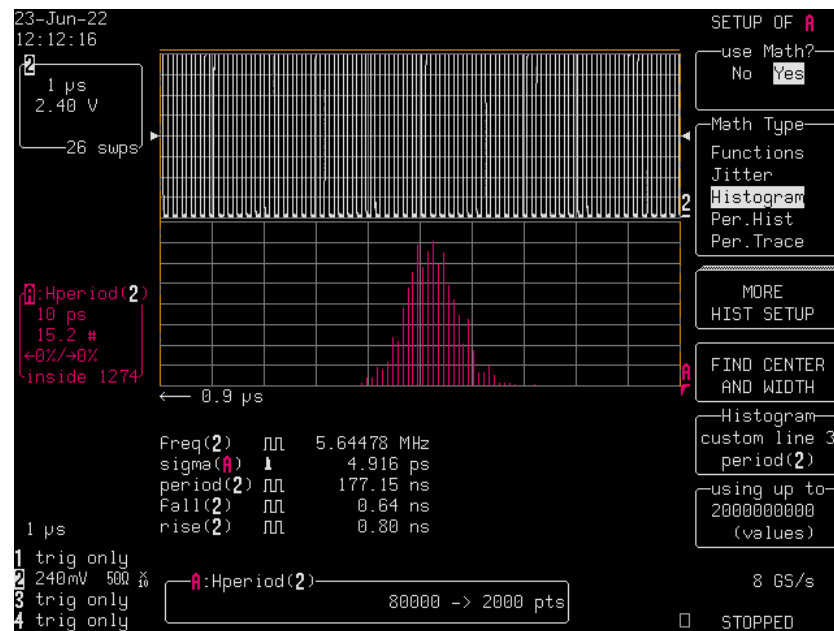 23-Jun-22
12:12:16
SETUP OF A
2
1 µs
2.40 V
26 swps
use Math?
No Yes
Math Type
Functions
Jitter
Histogram
Per.Hist
Per.Trace
2
A:Hperiod(2)
10 ps
15.2 #
←0%/→0%
inside 1274
MORE
HIST SETUP
A
← 0.9 µs
FIND CENTER
AND WIDTH
Histogram
custom line 3
period(2)
freq(2) 5.64478 MHz
sigma(A) 4.916 ps
period(2) 177.15 ns
fall(2) 0.64 ns
rise(2) 0.80 ns
using up to
2000000000
(values)
1 µs
1 trig only
2 240mV 50Ω X10
3 trig only
4 trig only
A:Hperiod(2)
80000 -> 2000 pts
8 GS/s
STOPPED